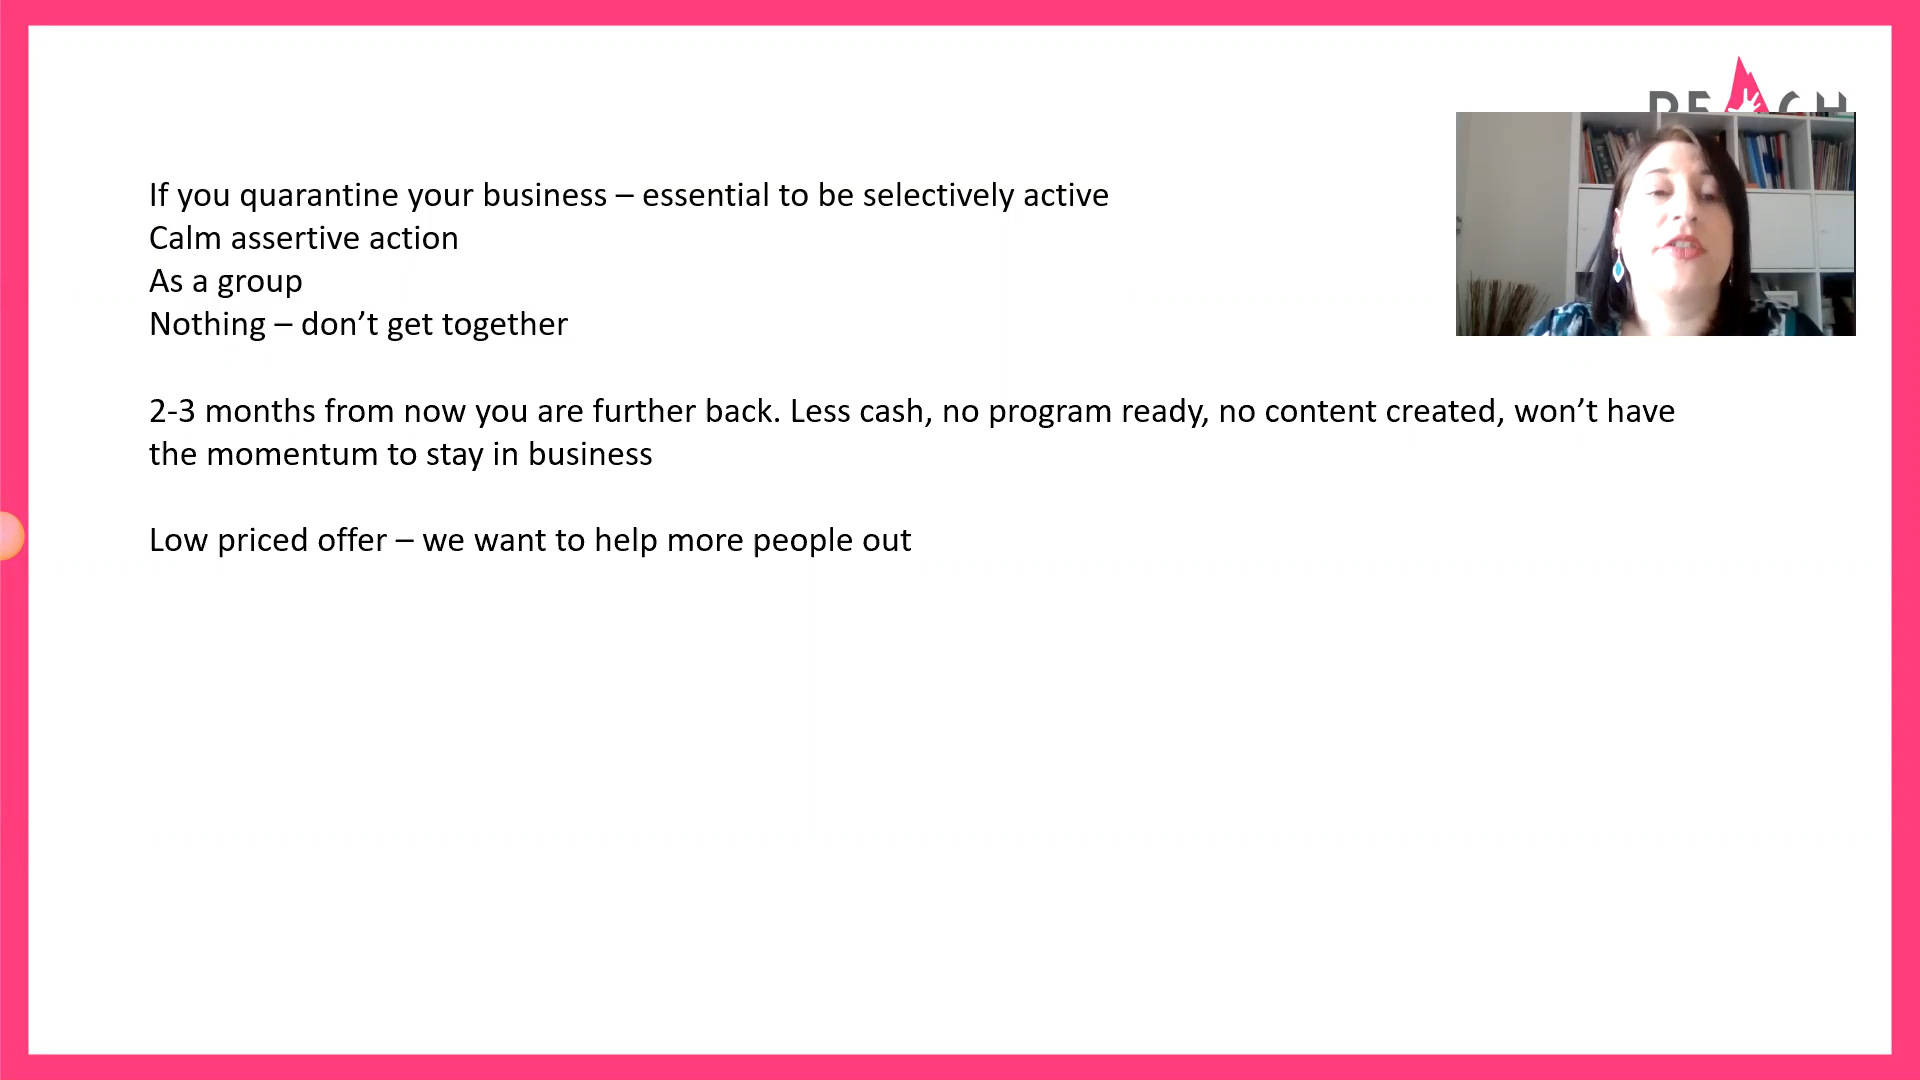 REACH
If you quarantine your business – essential to be selectively active
Calm assertive action
As a group
Nothing – don’t get together
2-3 months from now you are further back. Less cash, no program ready, no content created, won’t have
the momentum to stay in business
Low priced offer – we want to help more people out